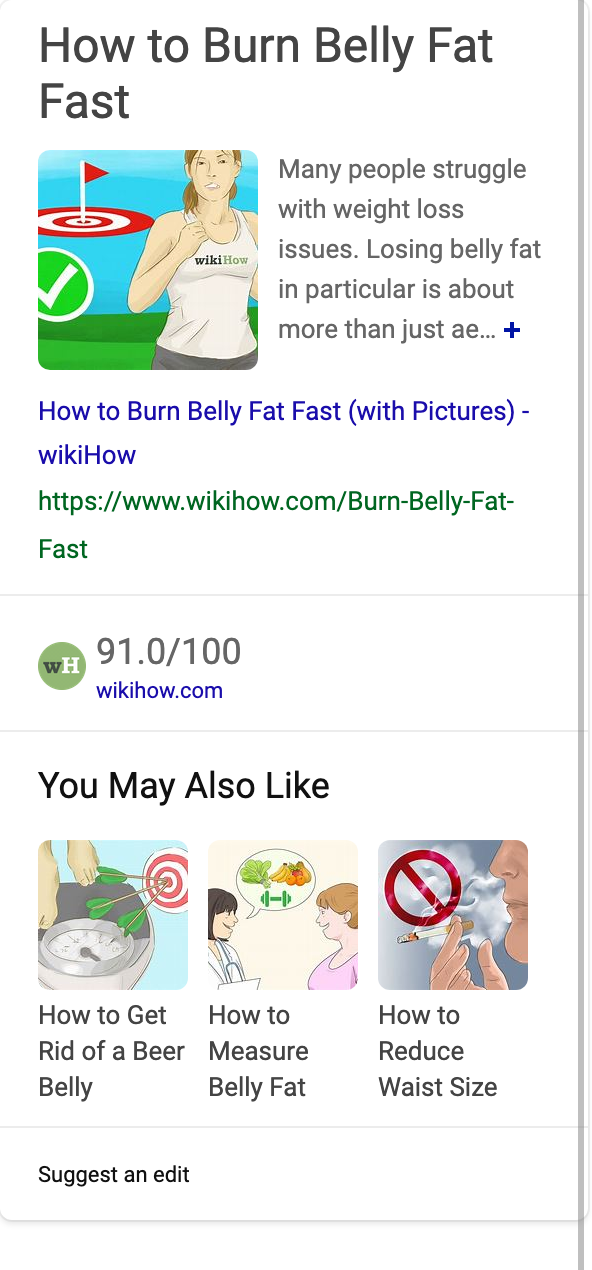 How to Burn Belly Fat
Fast
wikiHow
Many people struggle
with weight loss
issues. Losing belly fat
in particular is about
more than just ae... +
How to Burn Belly Fat Fast (with Pictures) -
wikiHow
https://www.wikihow.com/Burn-Belly-Fat-
Fast
wH
91.0/100
wikihow.com
You May Also Like
How to Get
Rid of a Beer
Belly
How to
Measure
Belly Fat
How to
Reduce
Waist Size
Suggest an edit